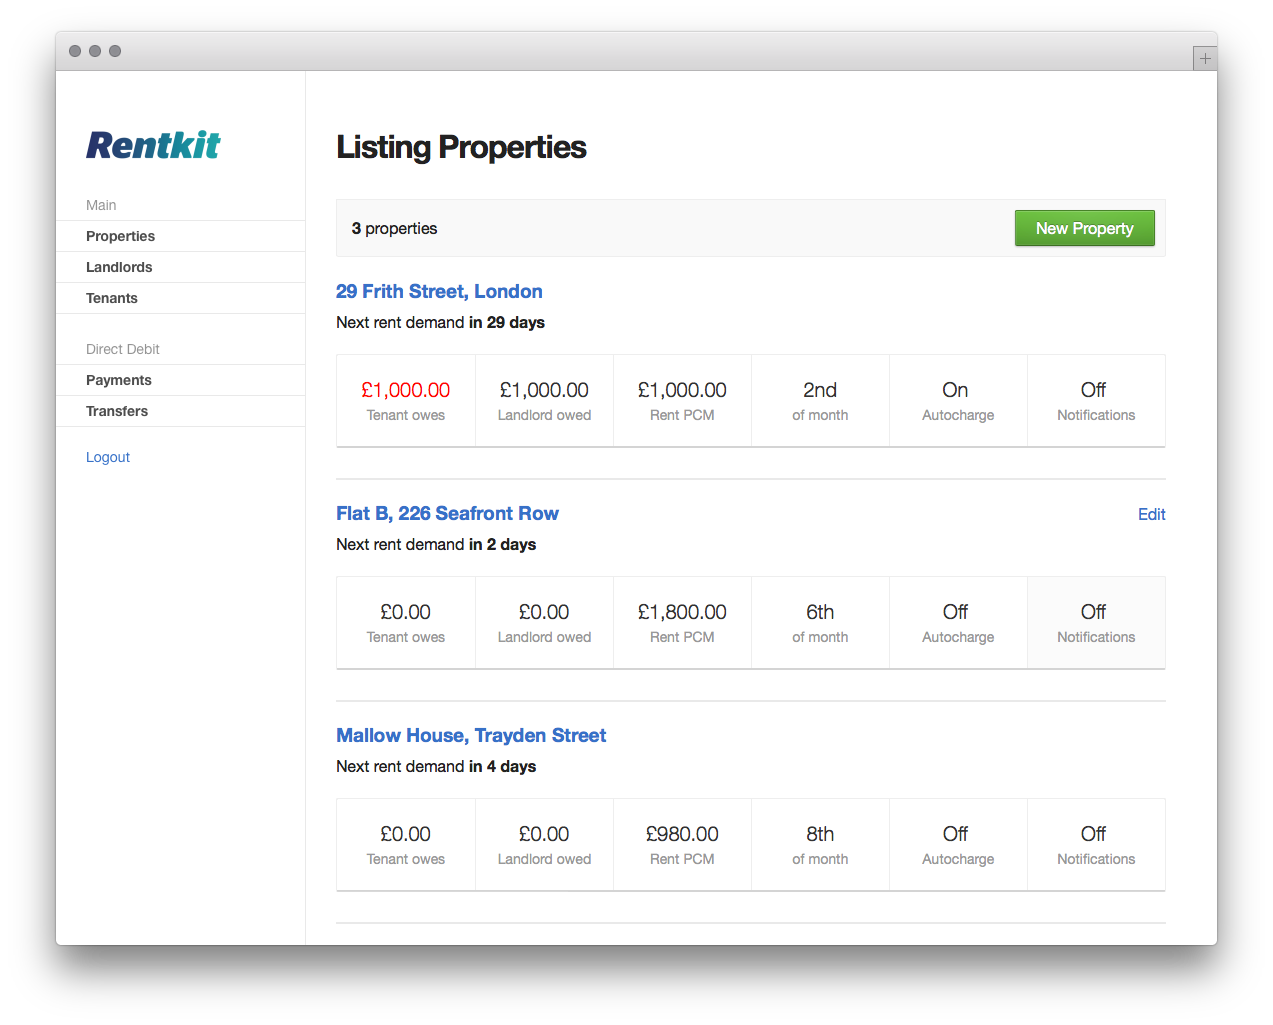 Rentkit
Main
Properties
Landlords
Tenants
Direct Debit
Payments
Transfers
Logout
Listing Properties
3 properties
New Property
29 Frith Street, London
Next rent demand in 29 days
£1,000.00 £1,000.00 £1,000.00 2nd On Off
Tenant owes Landlord owed Rent PCM of month Autocharge Notifications
Flat B, 226 Seafront Row Edit
Next rent demand in 2 days
£0.00 £0.00 £1,800.00 6th Off Off
Tenant owes Landlord owed Rent PCM of month Autocharge Notifications
Mallow House, Trayden Street
Next rent demand in 4 days
£0.00 £0.00 £980.00 8th Off Off
Tenant owes Landlord owed Rent PCM of month Autocharge Notifications